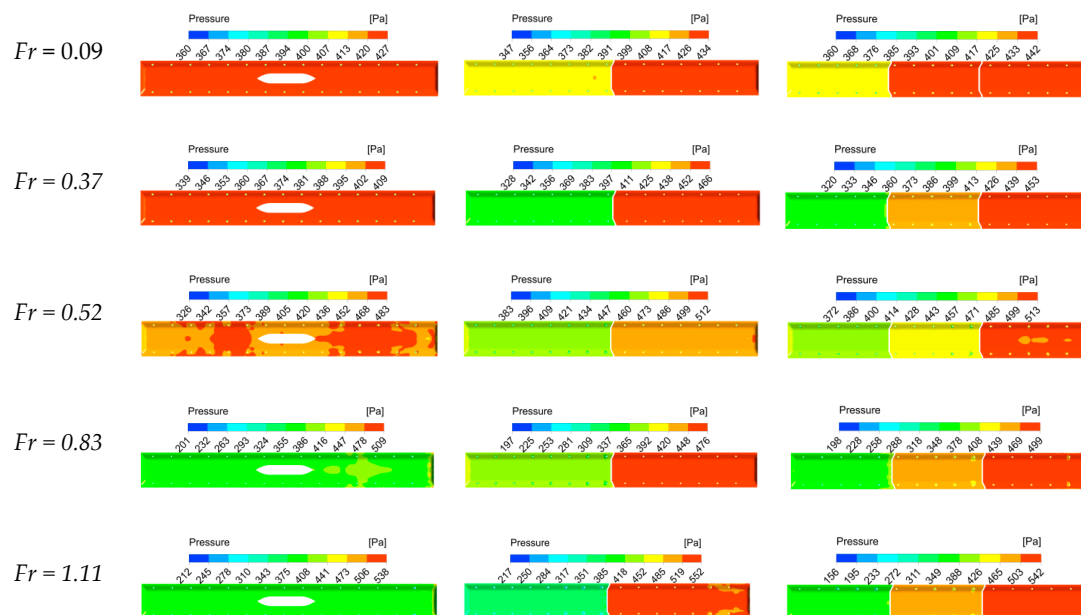 Pressure [Pa] Pressure [Pa] Pressure [Pa]
Fr = 0.09
360 367 374 380 387 394 400 407 413 420 427
347 356 364 373 382 391 399 408 417 426 434
360 368 376 385 393 401 409 417 425 433 442
Pressure [Pa] Pressure [Pa] Pressure [Pa]
Fr = 0.37
339 346 353 360 367 374 381 388 395 402 409
328 342 356 369 383 397 411 425 438 452 466
320 333 346 360 373 386 399 413 426 439 453
Pressure [Pa] Pressure [Pa] Pressure [Pa]
Fr = 0.52
326 342 357 373 389 405 420 436 452 468 483
383 396 409 421 434 447 460 473 486 499 512
372 386 400 414 428 443 457 471 485 499 513
Pressure [Pa] Pressure [Pa] Pressure [Pa]
Fr = 0.83
201 232 263 293 324 355 386 416 447 478 509
197 225 253 281 309 337 365 392 420 448 476
198 228 258 288 318 348 378 408 439 469 499
Pressure [Pa] Pressure [Pa] Pressure [Pa]
Fr = 1.11
212 245 278 310 343 375 408 441 473 506 538
217 250 284 317 351 385 418 452 485 519 552
156 195 233 272 311 349 388 426 465 503 542